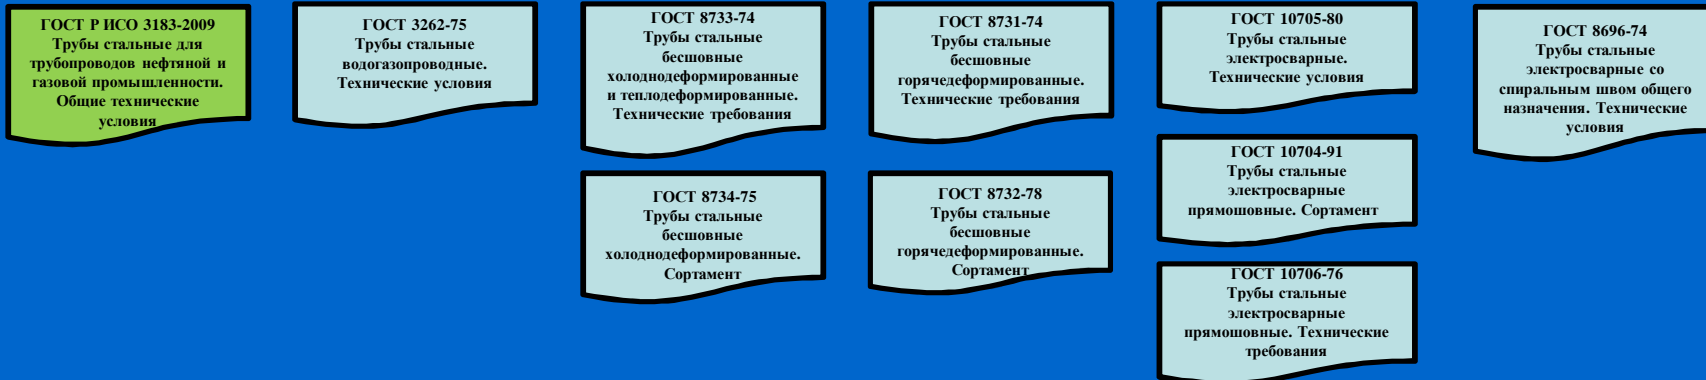 ГОСТ Р ИСО 3183-2009
Трубы стальные для
трубопроводов нефтяной и
газовой промышленности.
Общие технические
условия
ГОСТ 3262-75
Трубы стальные
водогазопроводные.
Технические условия
ГОСТ 8733-74
Трубы стальные
бесшовные
холоднодеформированные
и теплодеформированные.
Технические требования
ГОСТ 8734-75
Трубы стальные
бесшовные
холоднодеформированные.
Сортамент
ГОСТ 8731-74
Трубы стальные
бесшовные
горячедеформированные.
Технические требования
ГОСТ 8732-78
Трубы стальные
бесшовные
горячедеформированные.
Сортамент
ГОСТ 10705-80
Трубы стальные
электросварные.
Технические условия
ГОСТ 10704-91
Трубы стальные
электросварные
прямошовные. Сортамент
ГОСТ 10706-76
Трубы стальные
электросварные
прямошовные. Технические
требования
ГОСТ 8696-74
Трубы стальные
электросварные со
спиральным швом общего
назначения. Технические
условия